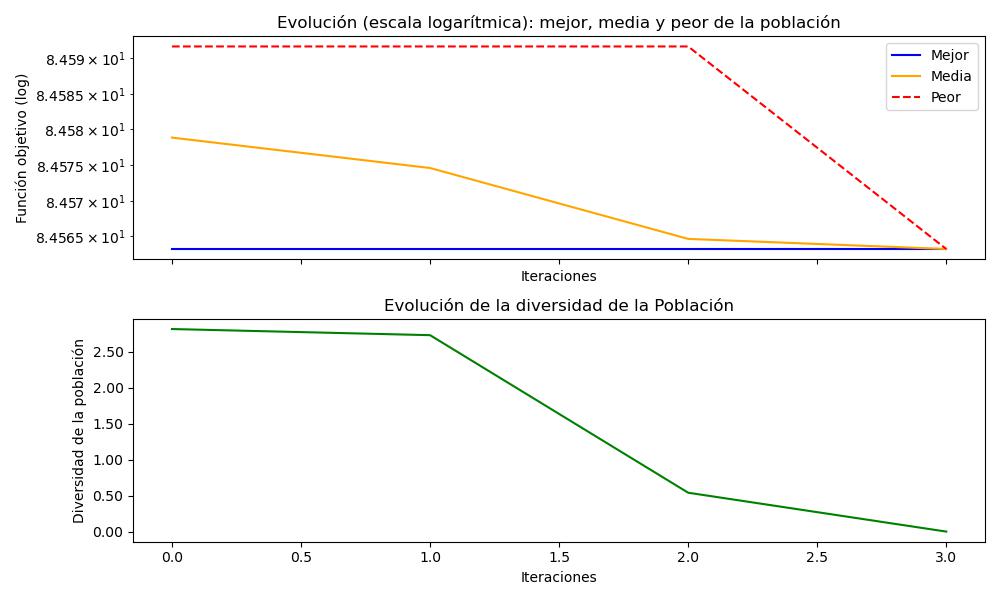 Evolución (escala logarítmica): mejor, media y peor de la población
Función objetivo (log)
8.459 × 10¹
8.4585 × 10¹
8.458 × 10¹
8.4575 × 10¹
8.457 × 10¹
8.4565 × 10¹
Mejor
Media
Peor
Iteraciones
Evolución de la diversidad de la Población
Diversidad de la población
2.50
2.00
1.50
1.00
0.50
0.00
0.0 0.5 1.0 1.5 2.0 2.5 3.0
Iteraciones